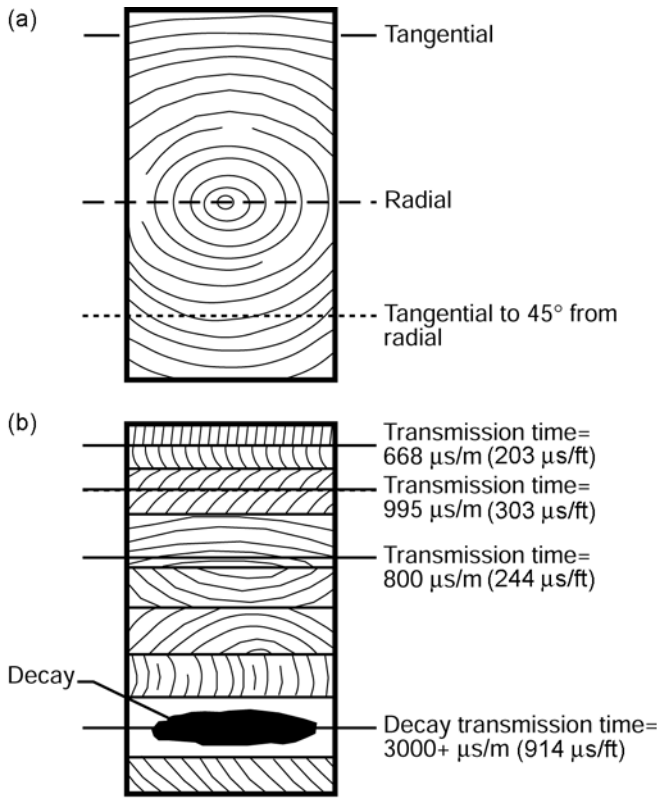 (a)
Tangential
Radial
Tangential to 45° from
radial
(b)
Transmission time=
668 μs/m (203 μs/ft)
Transmission time=
995 μs/m (303 μs/ft)
Transmission time=
800 μs/m (244 μs/ft)
Decay
Decay transmission time=
3000+ μs/m (914 μs/ft)